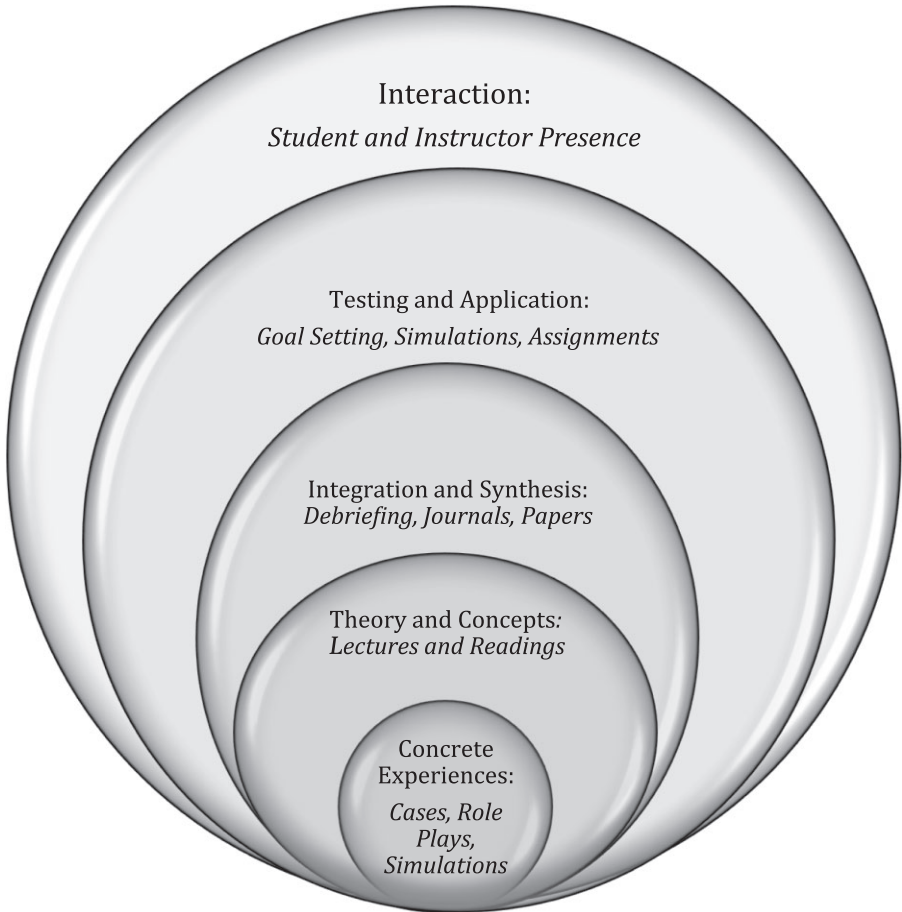 Interaction:
Student and Instructor Presence
Testing and Application:
Goal Setting, Simulations, Assignments
Integration and Synthesis:
Debriefing, Journals, Papers
Theory and Concepts:
Lectures and Readings
Concrete
Experiences:
Cases, Role
Plays,
Simulations